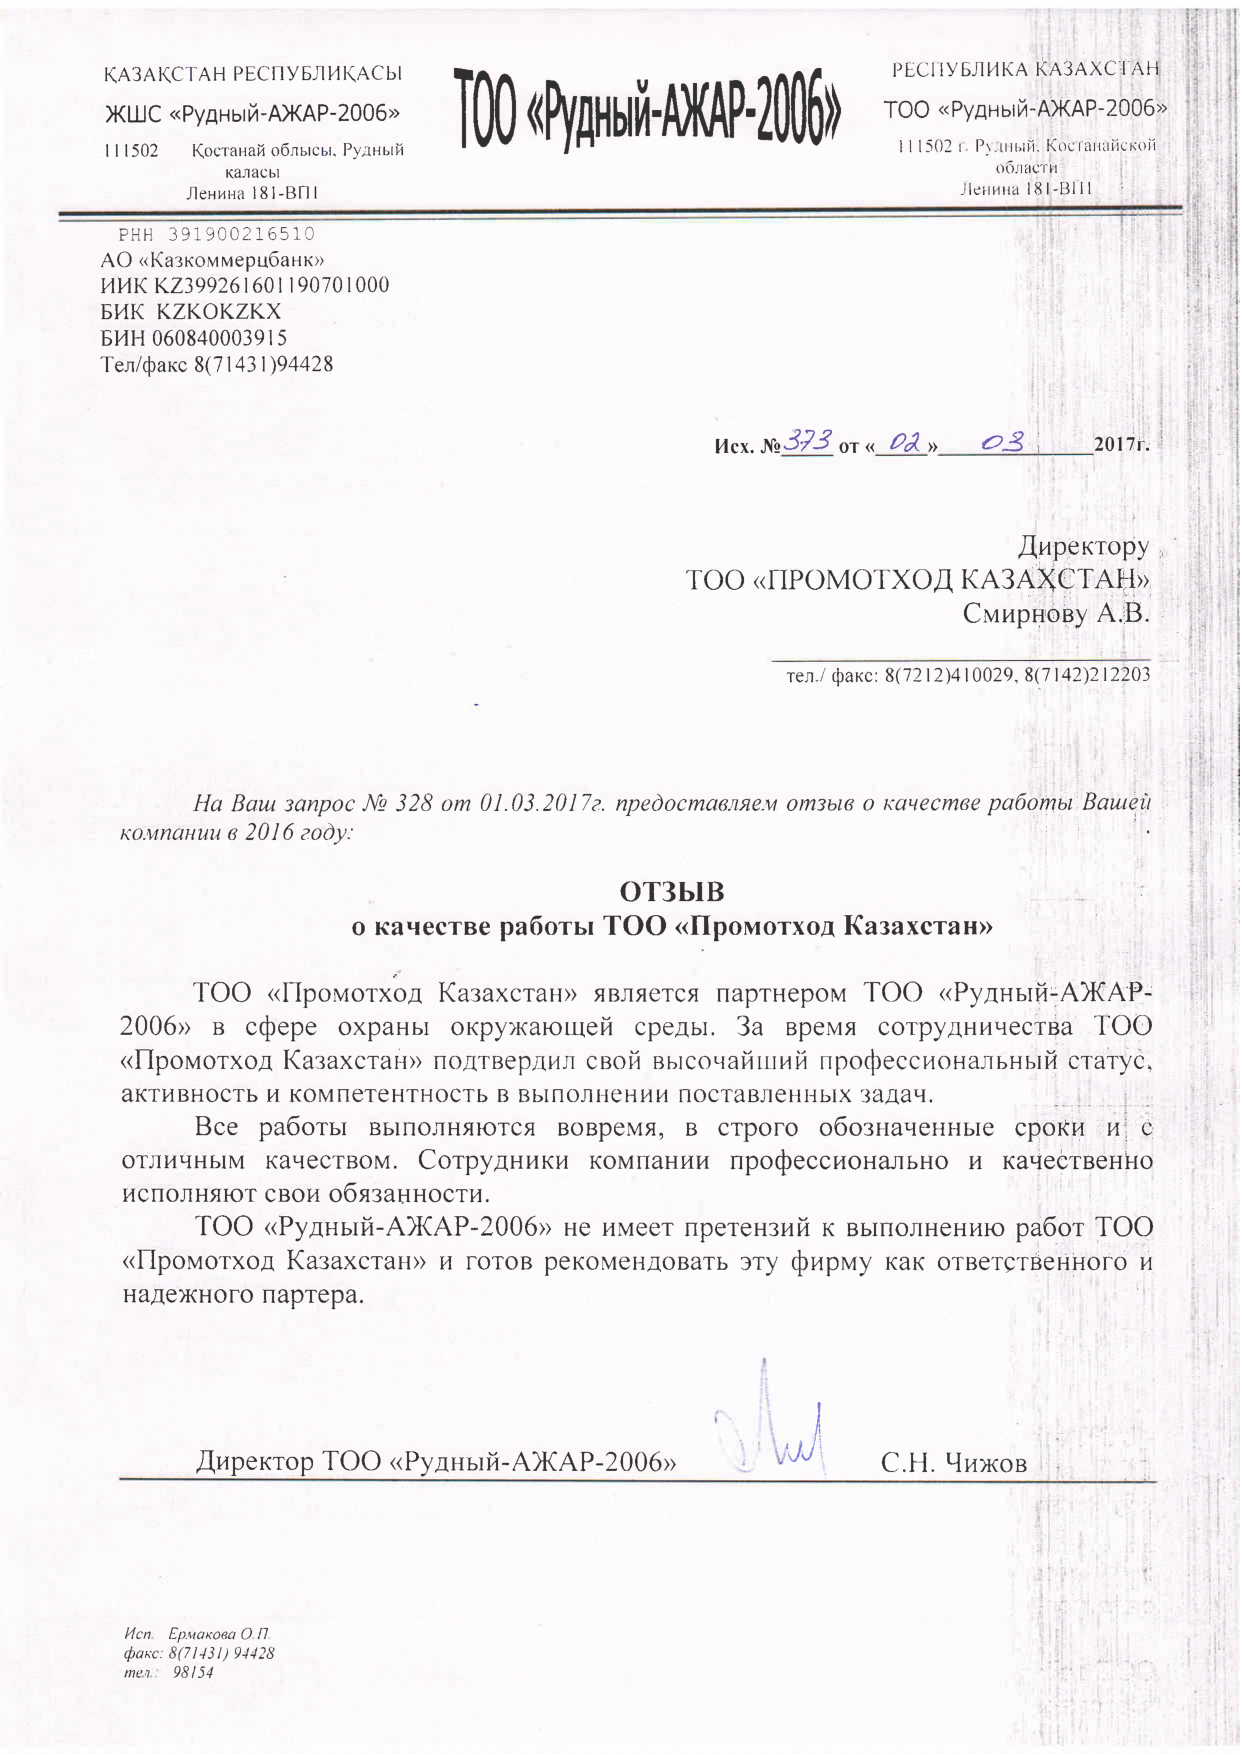 ҚАЗАҚСТАН РЕСПУБЛИКАСЫ
ЖШС «Рудный-АЖАР-2006»
111502 Қостанай облысы, Рудный
каласы
Ленина 181-ВП1
ТОО «Рудный-АЖАР-2006»
РЕСПУБЛИКА КАЗАХСТАН
ТОО «Рудный-АЖАР-2006»
111502 г. Рудный, Костанайской
области
Ленина 181-ВП1
РНН 391900216510
АО «Казкоммерцбанк»
ИИК KZ399261601190701000
БИК KZKOKZKX
БИН 060840003915
Тел/факс 8(71431)94428
Исх. № 373 от « 02 » 03 2017г.
Директору
ТОО «ПРОМОТХОД КАЗАХСТАН»
Смирнову А.В.
тел./ факс: 8(7212)410029, 8(7142)212203
На Ваш запрос № 328 от 01.03.2017г. предоставляем отзыв о качестве работы Вашей
компании в 2016 году:
ОТЗЫВ
о качестве работы ТОО «Промотход Казахстан»
ТОО «Промотход Казахстан» является партнером ТОО «Рудный-АЖАР-
2006» в сфере охраны окружающей среды. За время сотрудничества ТОО
«Промотход Казахстан» подтвердил свой высочайший профессиональный статус,
активность и компетентность в выполнении поставленных задач.
Все работы выполняются вовремя, в строго обозначенные сроки и с
отличным качеством. Сотрудники компании профессионально и качественно
исполняют свои обязанности.
ТОО «Рудный-АЖАР-2006» не имеет претензий к выполнению работ ТОО
«Промотход Казахстан» и готов рекомендовать эту фирму как ответственного и
надежного партера.
Директор ТОО «Рудный-АЖАР-2006» С.Н. Чижов
Исп. Ермакова О.П.
факс: 8(71431) 94428
тел.: 98154